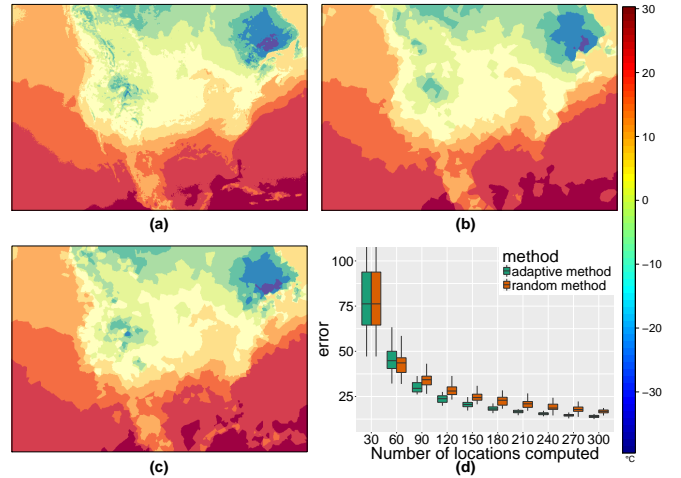 (a)
(b)
(c)
method
adaptive method
random method
100
75
50
25
error
30 60 90 120 150 180 210 240 270 300
Number of locations computed
(d)
30
20
10
0
−10
−20
−30
°C